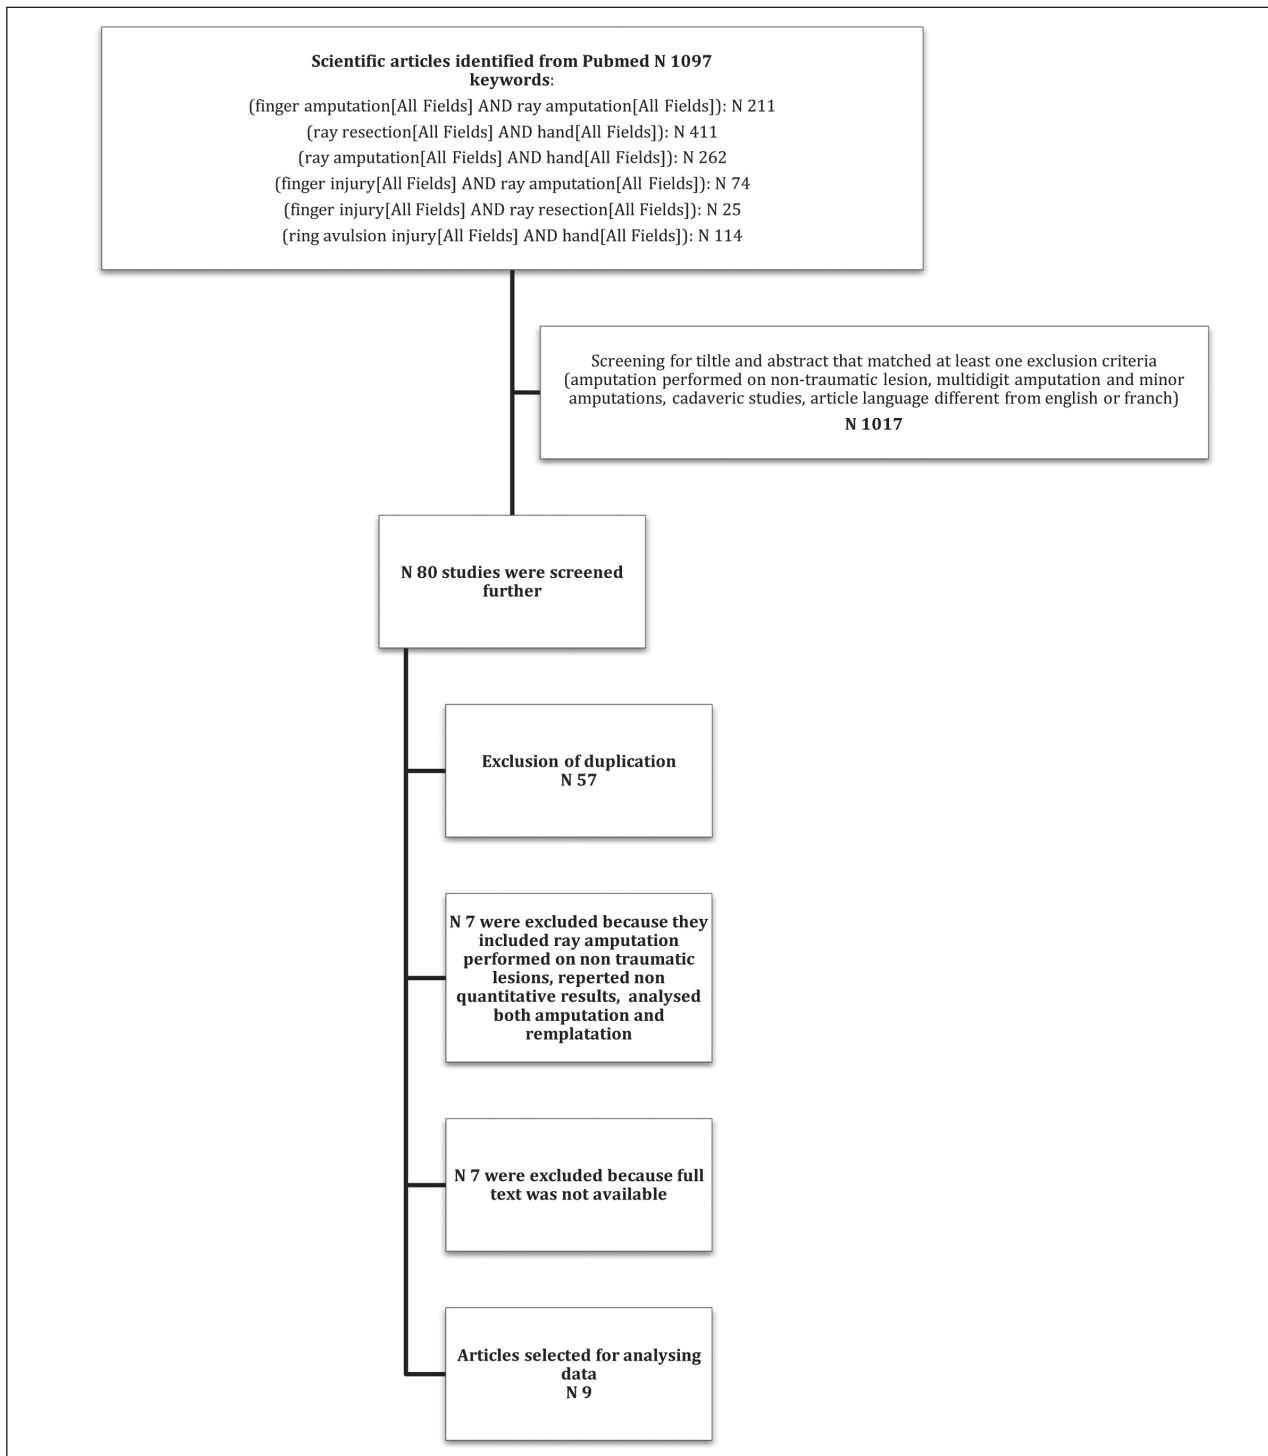 Scientific articles identified from Pubmed N 1097
keywords:
(finger amputation[All Fields] AND ray amputation[All Fields]): N 211
(ray resection[All Fields] AND hand[All Fields]): N 411
(ray amputation[All Fields] AND hand[All Fields]): N 262
(finger injury[All Fields] AND ray amputation[All Fields]): N 74
(finger injury[All Fields] AND ray resection[All Fields]): N 25
(ring avulsion injury[All Fields] AND hand[All Fields]): N 114
Screening for tiltle and abstract that matched at least one exclusion criteria
(amputation performed on non-traumatic lesion, multidigit amputation and minor
amputations, cadaveric studies, article language different from english or franch)
N 1017
N 80 studies were screened
further
Exclusion of duplication
N 57
N 7 were excluded because they
included ray amputation
performed on non traumatic
lesions, reperted non
quantitative results, analysed
both amputation and
remplatation
N 7 were excluded because full
text was not available
Articles selected for analysing
data
N 9